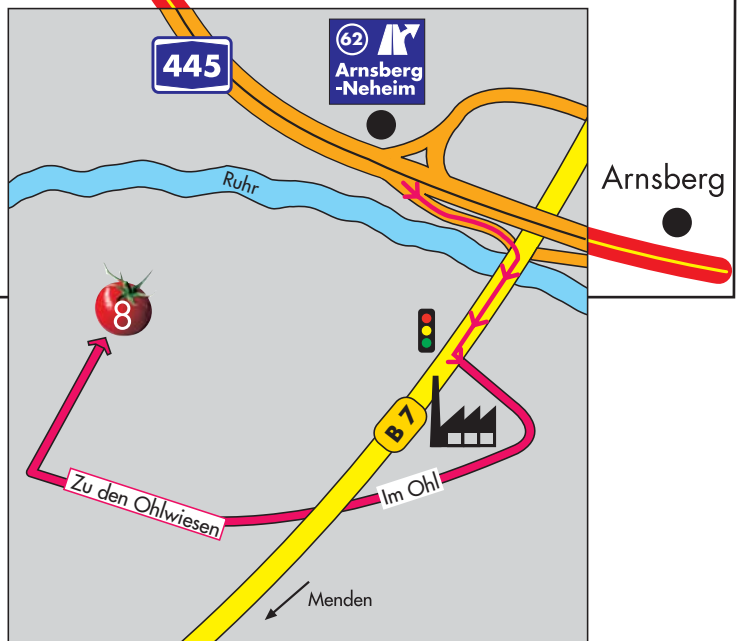 445
62
Arnsberg
-Neheim
Arnsberg
Ruhr
8
B 7
Zu den Ohlwiesen
Im Ohl
Menden